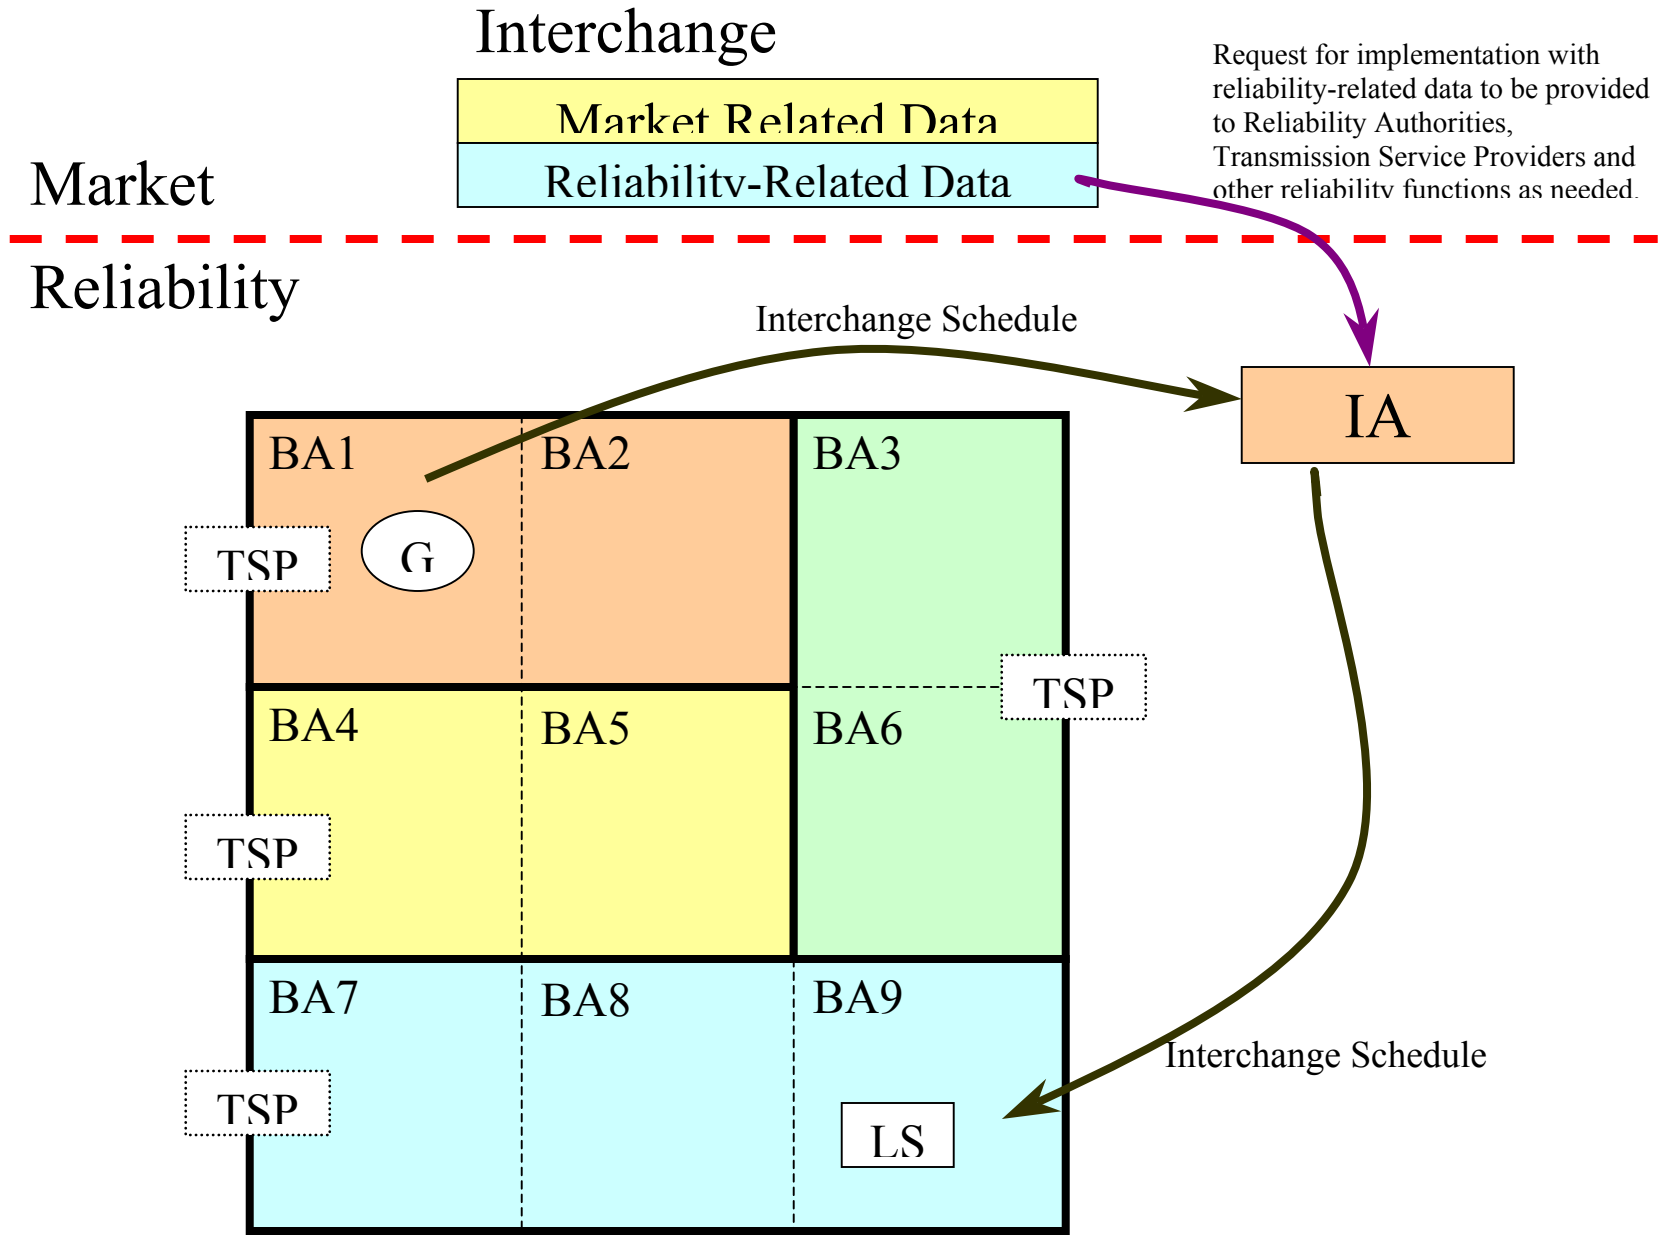 Interchange
Market Related Data
Reliability-Related Data
Request for implementation with
reliability-related data to be provided
to Reliability Authorities,
Transmission Service Providers and
other reliability functions as needed.
Market
Reliability
Interchange Schedule
IA
BA1
BA2
BA3
TSP
G
TSP
BA4
BA5
BA6
TSP
BA7
BA8
BA9
Interchange Schedule
TSP
LS